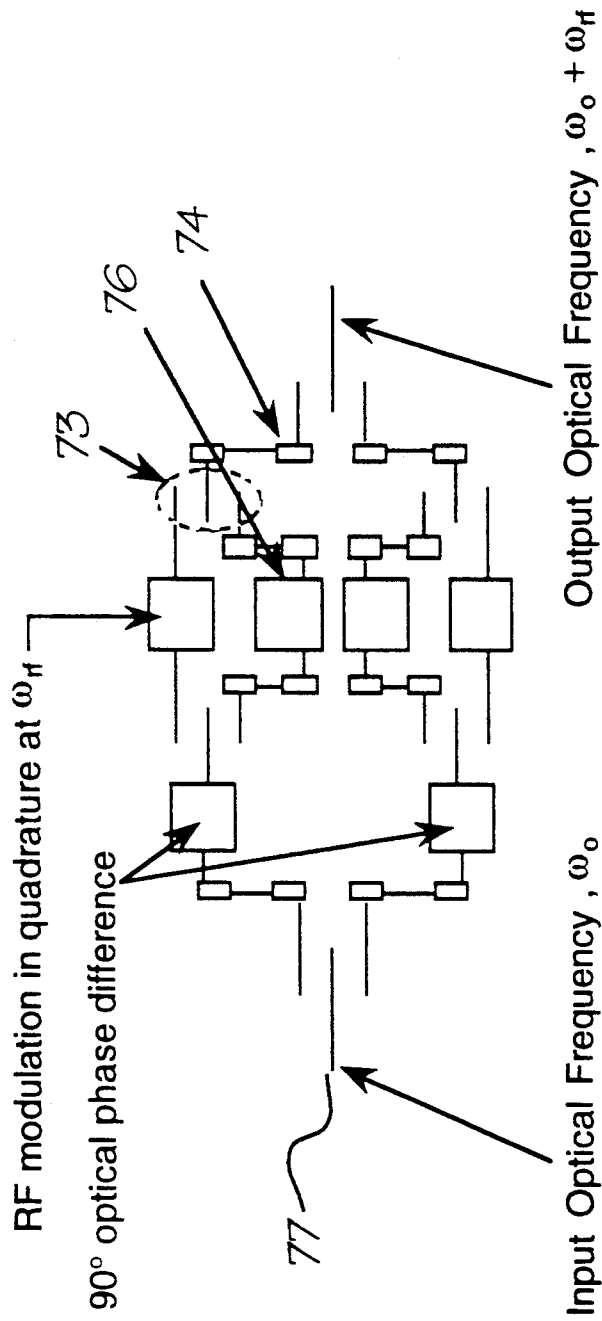 RF modulation in quadrature at ωrf
90° optical phase difference
73
76
74
77
Input Optical Frequency , ωo
Output Optical Frequency , ωo + ωrf